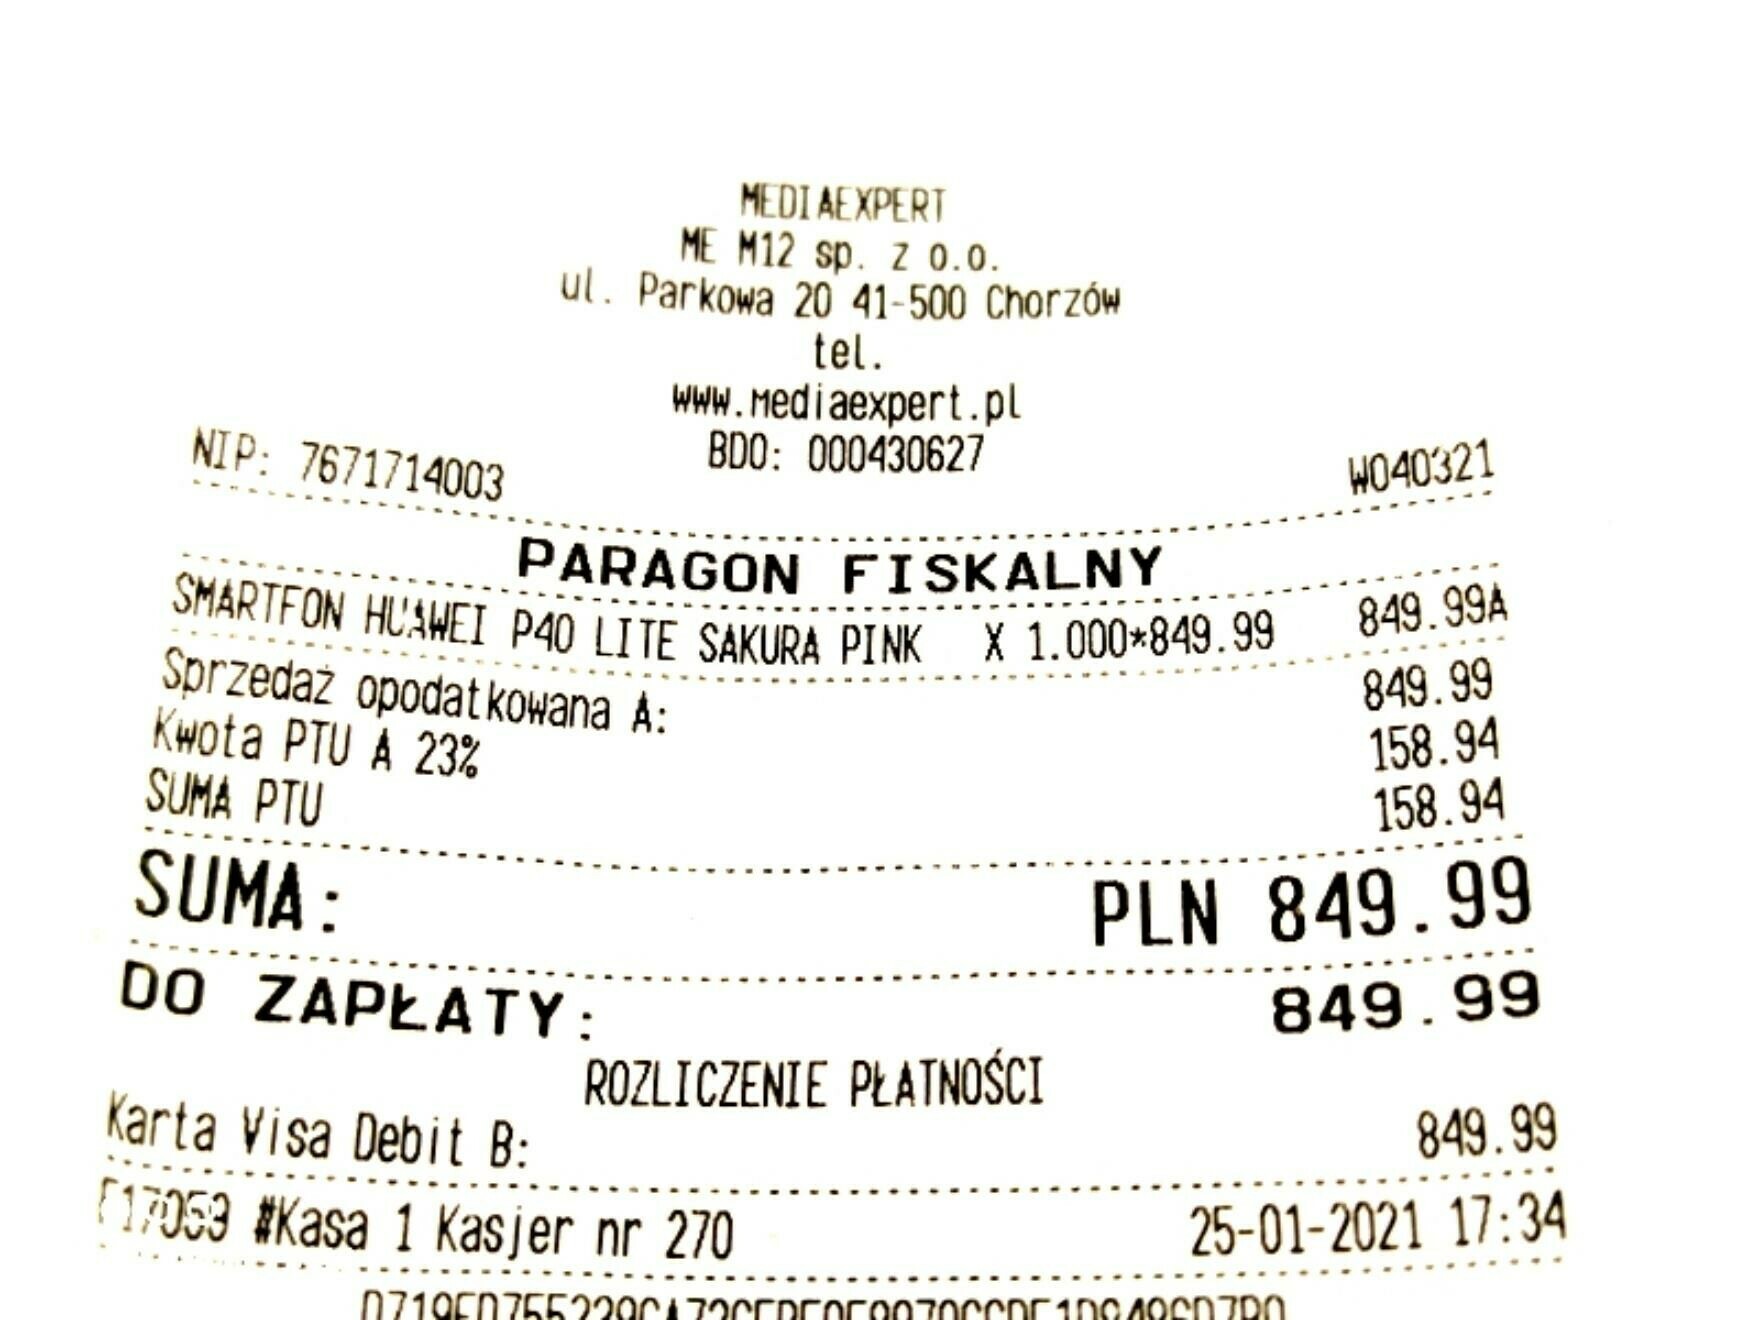 MEDIAEXPERT
ME M12 sp. z o.o.
ul. Parkowa 20 41-500 Chorzów
tel.
www.mediaexpert.pl
BDO: 000430627
NIP: 7671714003 W040321
PARAGON FISKALNY
SMARTFON HUAWEI P40 LITE SAKURA PINK X 1.000*849.99 849.99A
Sprzedaż opodatkowana A: 849.99
Kwota PTU A 23% 158.94
SUMA PTU 158.94
SUMA: PLN 849.99
DO ZAPŁATY: 849.99
ROZLICZENIE PŁATNOŚCI
Karta Visa Debit B: 849.99
#Kasa 1 Kasjer nr 270 25-01-2021 17:34